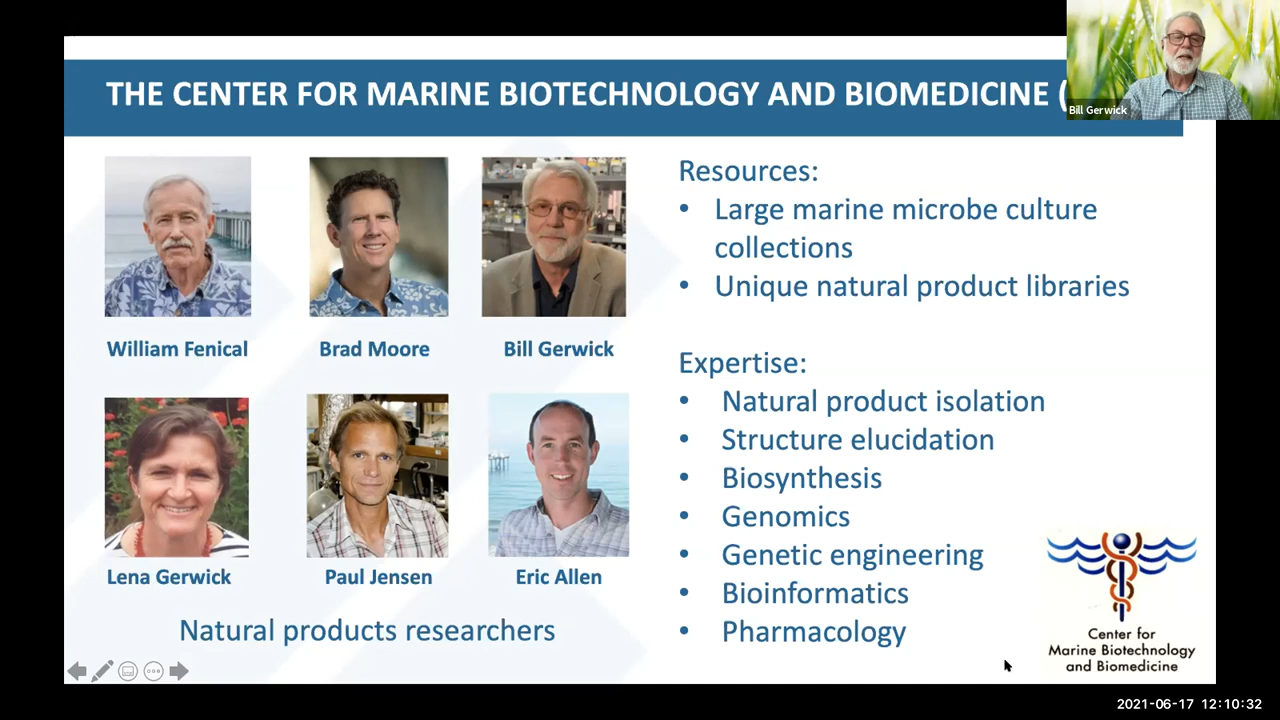 THE CENTER FOR MARINE BIOTECHNOLOGY AND BIOMEDICINE (
Bill Gerwick
William Fenical
Brad Moore
Bill Gerwick
Lena Gerwick
Paul Jensen
Eric Allen
Natural products researchers
Resources:
• Large marine microbe culture
collections
• Unique natural product libraries
Expertise:
• Natural product isolation
• Structure elucidation
• Biosynthesis
• Genomics
• Genetic engineering
• Bioinformatics
• Pharmacology
Center for
Marine Biotechnology
and Biomedicine
2021-06-17 12:10:32